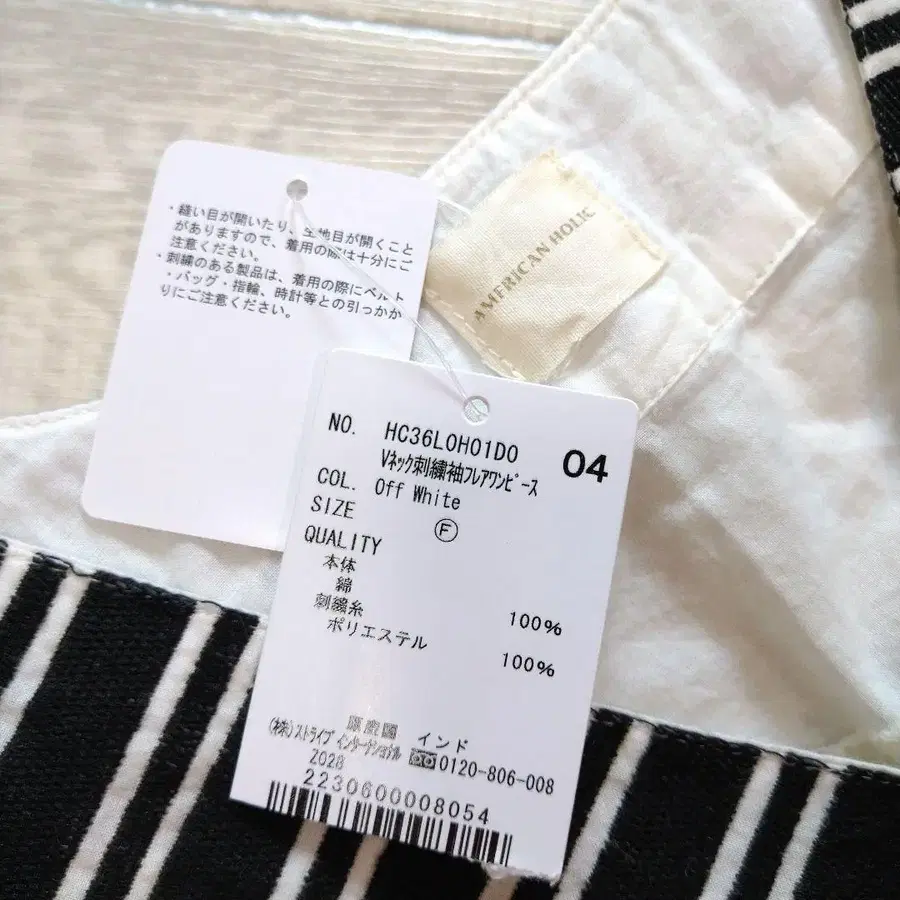 ・縫い目が開いたり、生地目が開くこと
がありますので、着用の際は十分にご
注意ください。
・刺繍のある製品は、着用の際にベルト
・バッグ・指輪、時計等との引っかか
りにご注意ください。
AMERICAN HOLIC
NO. HC36L0H01D0 04
Vネック刺繍袖フレアワンピース
COL. Off White
SIZE Ⓕ
QUALITY
本体
綿 100%
刺繍糸
ポリエステル 100%
原産国 インド
(株)ストライプ インターナショナル 0120-806-008
Z028
2230600008054